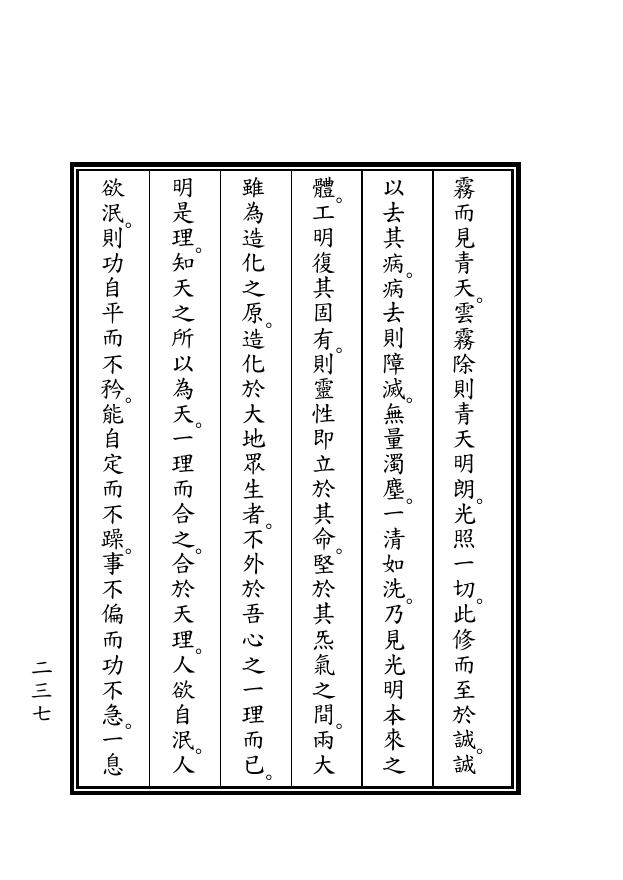 霧而見青天。雲霧除則青天明朗。光照一切。此修而至於誠。誠
以去其病。病去則障滅。無量濁塵。一清如洗。乃見光明本來之
體。工明復其固有。則靈性即立於其命。堅於其炁氣之間。兩大
雖為造化之原。造化於大地眾生者。不外於吾心之一理而已。
明是理。知天之所以為天。一理而合之。合於天理。人欲自泯。人
欲泯。則功自平而不矜。能自定而不躁。事不偏而功不急。一息
二三七